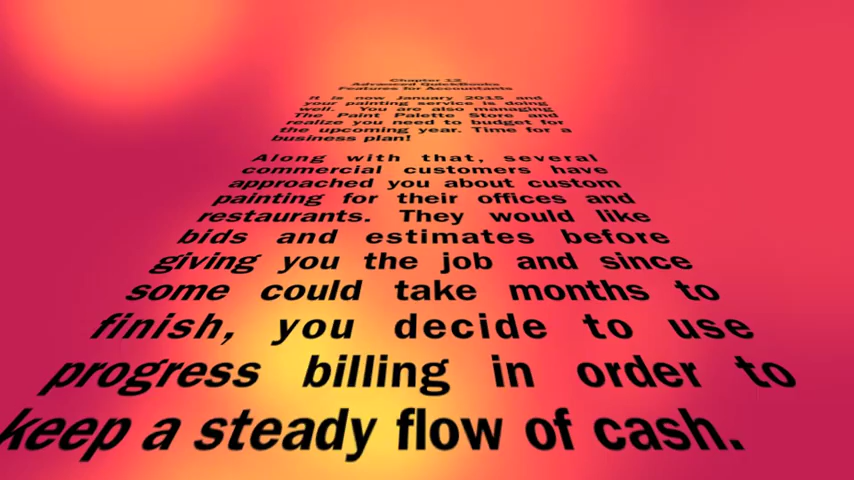 Chapter 12
Advanced QuickBooks
Features for Accountants
It is now January 2015 and
your painting service is doing
well. You are also managing
The Paint Palette Store and
realize you need to budget for
the upcoming year. Time for a
business plan!
Along with that, several
commercial customers have
approached you about custom
painting for their offices and
restaurants. They would like
bids and estimates before
giving you the job and since
some could take months to
finish, you decide to use
progress billing in order to
keep a steady flow of cash.